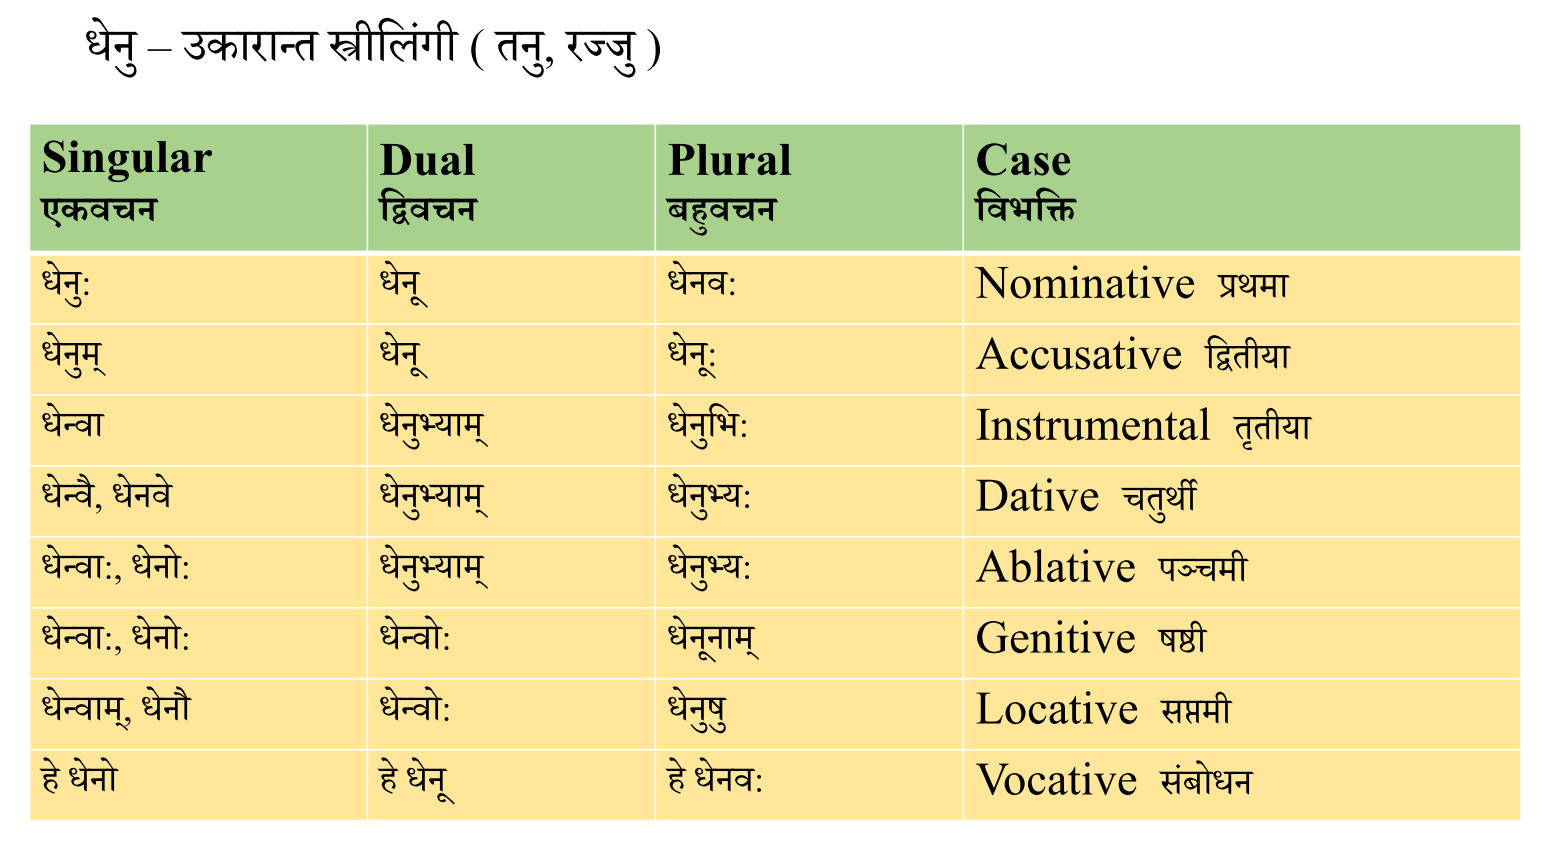 धेनु – उकारान्त स्त्रीलिंगी ( तनु, रज्जु )
Singular Dual Plural Case
एकवचन द्विवचन बहुवचन विभक्ति
धेनु: धेनू धेनव: Nominative प्रथमा
धेनुम् धेनू धेनू: Accusative द्वितीया
धेन्वा धेनुभ्याम् धेनुभि: Instrumental तृतीया
धेन्वै, धेनवे धेनुभ्याम् धेनुभ्य: Dative चतुर्थी
धेन्वा:, धेनो: धेनुभ्याम् धेनुभ्य: Ablative पञ्चमी
धेन्वा:, धेनो: धेन्वो: धेनूनाम् Genitive षष्ठी
धेन्वाम्, धेनौ धेन्वो: धेनुषु Locative सप्तमी
हे धेनो हे धेनू हे धेनव: Vocative संबोधन